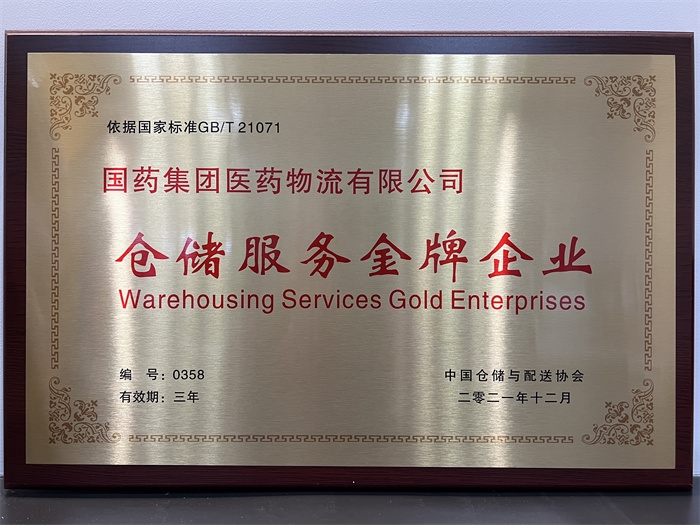 依据国家标准GB/T 21071
国药集团医药物流有限公司
仓储服务金牌企业
Warehousing Services Gold Enterprises
编 号：0358
有效期：三年
中国仓储与配送协会
二零二一年十二月